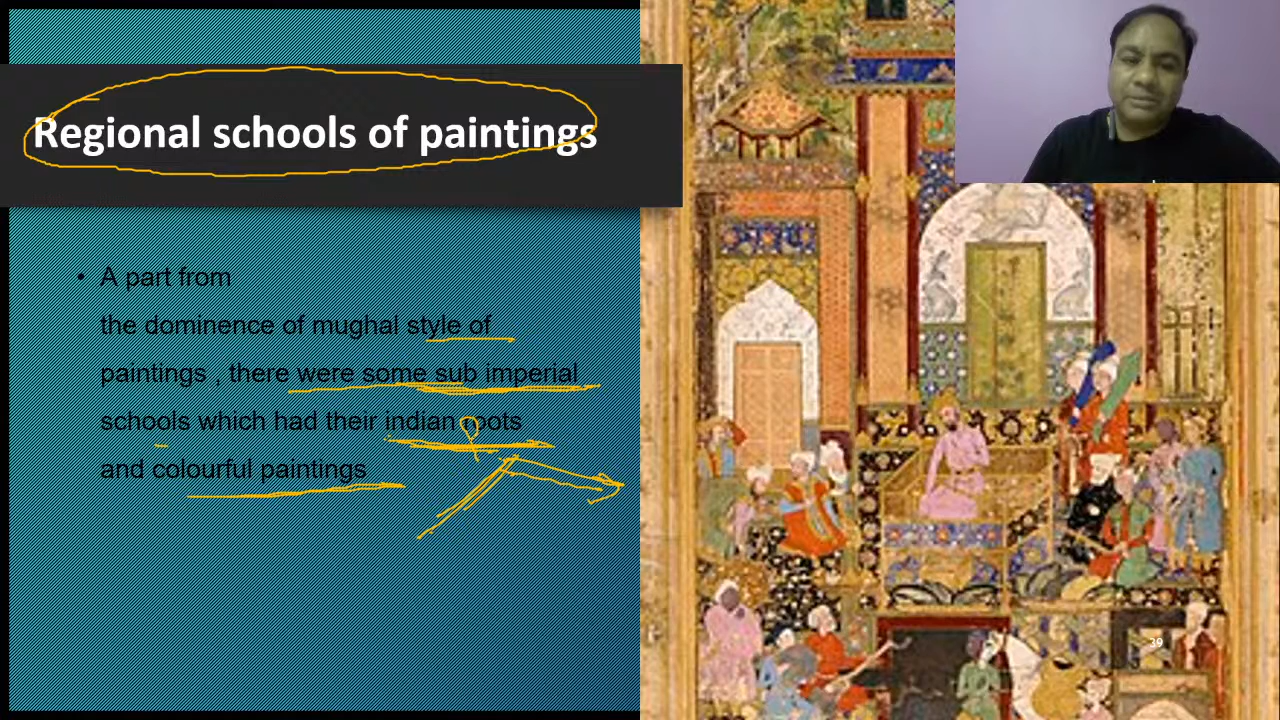 Regional schools of paintings
• A part from
the dominence of mughal style of
paintings , there were some sub imperial
schools which had their indian roots
and colourful paintings
39